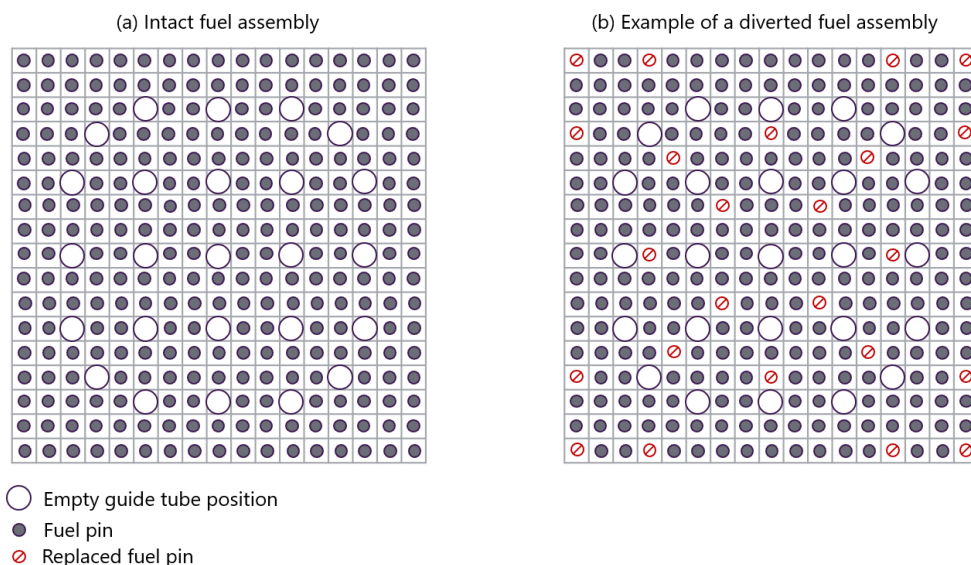 (a) Intact fuel assembly
(b) Example of a diverted fuel assembly
Empty guide tube position
Fuel pin
Replaced fuel pin